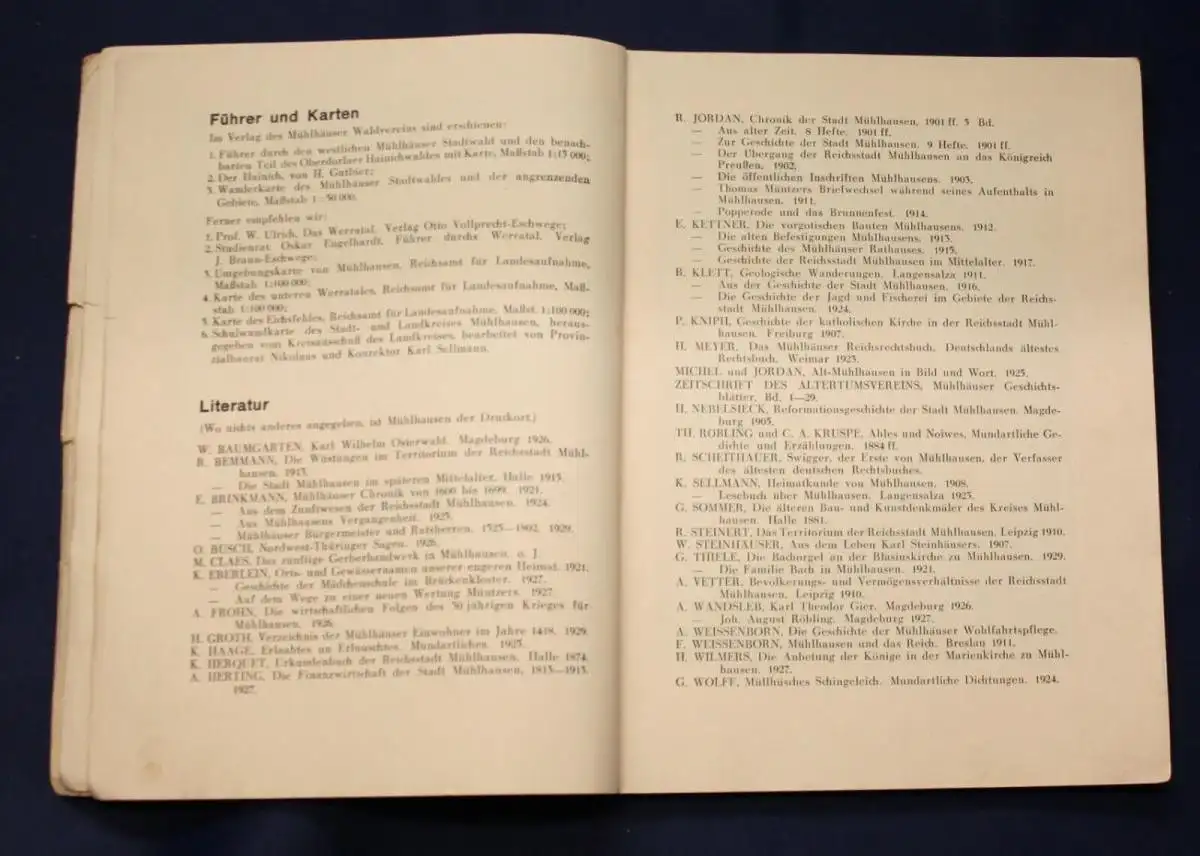 Führer und Karten
Im Verlag des Mühlhäuser Waldvereins sind erschienen:
1. Führer durch den westlichen Mühlhäuser Stadtwald und den benach-
barten Teil des Oberdorlaer Hainichwaldes mit Karte, Maßstab 1:15 000;
2. Der Hainich, von H. Gutbier;
3. Wanderkarte des Mühlhäuser Stadtwaldes und der angrenzenden
Gebiete, Maßstab 1:50 000.
Ferner empfehlen wir:
1. Prof. W. Ulrich, Das Werratal. Verlag Otto Vollprecht-Eschwege;
2. Studienrat Oskar Engelhardt, Führer durchs Werratal, Verlag
J. Braun-Eschwege;
3. Umgebungskarte von Mühlhausen, Reichsamt für Landesaufnahme,
Maßstab 1:100 000;
4. Karte des unteren Werratales, Reichsamt für Landesaufnahme, Maß-
stab 1:100 000;
5. Karte des Eichsfeldes, Reichsamt für Landesaufnahme. Maßst. 1:100 000;
6. Schulwandkarte des Stadt- und Landkreises Mühlhausen, heraus-
gegeben vom Kreisausschuß des Landkreises, bearbeitet von Provin-
zialbaurat Nikolaus und Konrektor Karl Sellmann.
Literatur
(Wo nichts anderes angegeben, ist Mühlhausen der Druckort.)
W. BAUMGARTEN, Karl Wilhelm Osterwald. Magdeburg 1926.
R. BEMMANN, Die Wüstungen im Territorium der Reichsstadt Mühl-
hausen. 1913.
— Die Stadt Mühlhausen im späteren Mittelalter. Halle 1915.
E. BRINKMANN, Mühlhäuser Chronik von 1600 bis 1699. 1921.
— Aus dem Zunftwesen der Reichsstadt Mühlhausen. 1924.
— Aus Mühlhausens Vergangenheit. 1925.
— Mühlhäuser Bürgermeister und Ratsherren. 1525—1802. 1929.
O. BUSCH, Nordwest-Thüringer Sagen. 1926.
M. CLAES, Das zünftige Gerberhandwerk in Mühlhausen. o. J.
K. EBERLEIN, Orts- und Gewässernamen unserer engeren Heimat. 1921.
— Geschichte der Mädchenschule im Brückenkloster. 1927.
— Auf dem Wege zu einer neuen Wertung Müntzers. 1927.
A. FROHN, Die wirtschaftlichen Folgen des 30 jährigen Krieges für
Mühlhausen. 1926.
H. GROTH, Verzeichnis der Mühlhäuser Einwohner im Jahre 1418. 1929.
K. HAAGE, Erlaabtes un Erlauschtes. Mundartliches. 1905.
K. HERQUET, Urkundenbuch der Reichsstadt Mühlhausen. Halle 1874.
A. HERTING, Die Finanzwirtschaft der Stadt Mühlhausen, 1815—1913.
1927.
R. JORDAN, Chronik der Stadt Mühlhausen, 1901 ff. 5 Bd.
— Aus alter Zeit. 8 Hefte. 1901 ff.
— Zur Geschichte der Stadt Mühlhausen. 9 Hefte. 1901 ff.
— Der Übergang der Reichsstadt Mühlhausen an das Königreich
Preußen. 1902.
— Die öffentlichen Inschriften Mühlhausens. 1903.
— Thomas Müntzers Briefwechsel während seines Aufenthalts in
Mühlhausen. 1911.
— Popperode und das Brunnenfest. 1914.
E. KETTNER, Die vorgotischen Bauten Mühlhausens. 1912.
— Die alten Befestigungen Mühlhausens. 1913.
— Geschichte des Mühlhäuser Rathauses. 1915.
— Geschichte der Reichsstadt Mühlhausen im Mittelalter. 1917.
B. KLETT, Geologische Wanderungen. Langensalza 1911.
— Aus der Geschichte der Stadt Mühlhausen. 1916.
— Die Geschichte der Jagd und Fischerei im Gebiete der Reichs-
stadt Mühlhausen. 1924.
P. KNIPH, Geschichte der katholischen Kirche in der Reichsstadt Mühl-
hausen. Freiburg 1907.
H. MEYER, Das Mühlhäuser Reichsrechtsbuch, Deutschlands ältestes
Rechtsbuch. Weimar 1923.
MICHEL und JORDAN, Alt-Mühlhausen in Bild und Wort. 1925.
ZEITSCHRIFT DES ALTERTUMSVEREINS, Mühlhäuser Geschichts-
blätter. Bd. 1—29.
H. NEBELSIECK, Reformationsgeschichte der Stadt Mühlhausen. Magde-
burg 1905.
TH. RÖBLING und C. A. KRUSPE, Ahles und Noiwes, Mundartliche Ge-
dichte und Erzählungen. 1884 ff.
R. SCHEITHAUER, Swigger, der Erste von Mühlhausen, der Verfasser
des ältesten deutschen Rechtsbuches.
K. SELLMANN, Heimatkunde von Mühlhausen. 1908.
— Lesebuch über Mühlhausen. Langensalza 1925.
G. SOMMER, Die älteren Bau- und Kunstdenkmäler des Kreises Mühl-
hausen. Halle 1881.
R. STEINERT, Das Territorium der Reichsstadt Mühlhausen. Leipzig 1910.
W. STEINHÄUSER, Aus dem Leben Karl Steinhäusers. 1907.
G. THIELE, Die Bachorgel an der Blasiuskirche zu Mühlhausen. 1929.
— Die Familie Bach in Mühlhausen. 1921.
A. VETTER, Bevölkerungs- und Vermögensverhältnisse der Reichsstadt
Mühlhausen. Leipzig 1910.
A. WANDSLEB, Karl Theodor Gier. Magdeburg 1926.
— Joh. August Röbling. Magdeburg 1927.
A. WEISSENBORN, Die Geschichte der Mühlhäuser Wohlfahrtspflege.
F. WEISSENBORN, Mühlhausen und das Reich. Breslau 1911.
H. WILMERS, Die Anbetung der Könige in der Marienkirche zu Mühl-
hausen. 1927.
G. WOLFF, Müllhüsches Schingeleich. Mundartliche Dichtungen. 1924.